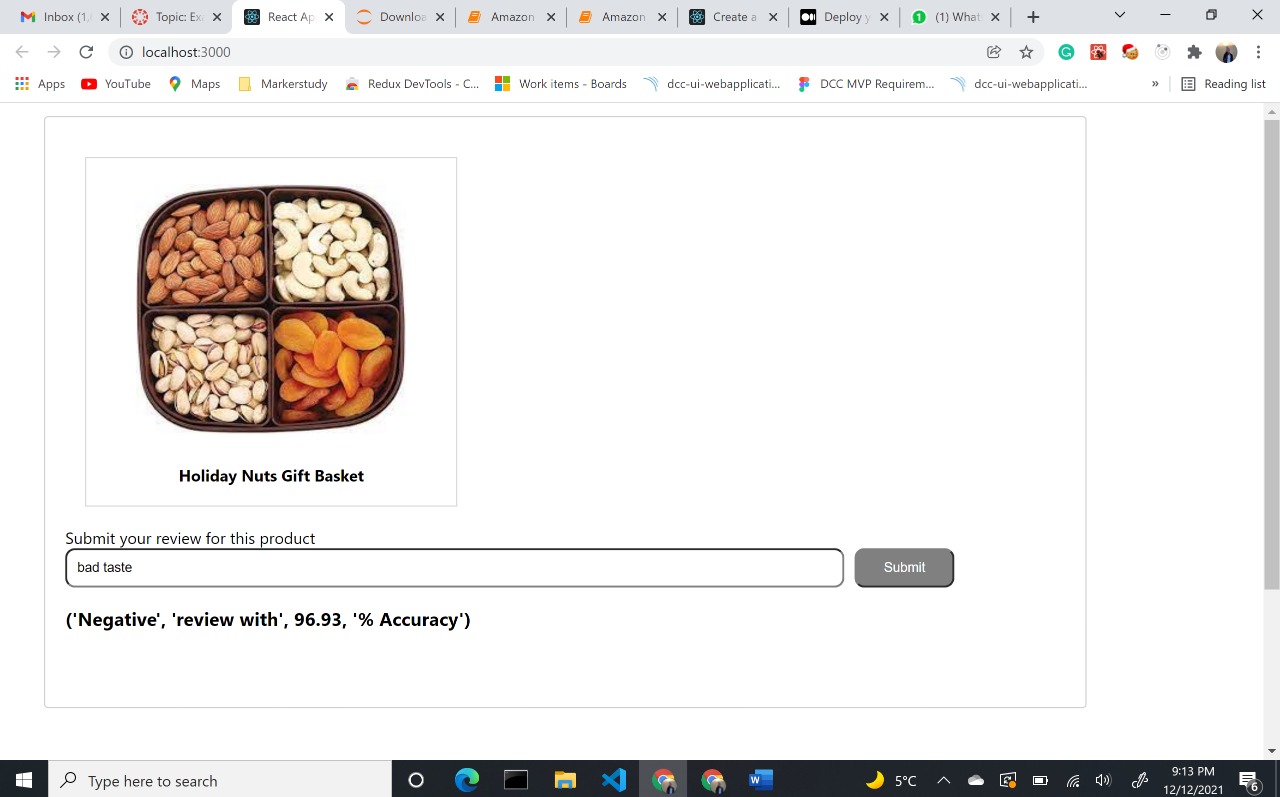 Inbox (1,
Topic: Ex
React Ap
Downloa
Amazon
Amazon
Create a
Deploy y
(1) What
localhost:3000
Apps
YouTube
Maps
Markerstudy
Redux DevTools - C...
Work items - Boards
dcc-ui-webapplicati...
DCC MVP Requirem...
dcc-ui-webapplicati...
»
Reading list
Holiday Nuts Gift Basket
Submit your review for this product
bad taste
Submit
('Negative', 'review with', 96.93, '% Accuracy')
Type here to search
5°C
9:13 PM
12/12/2021
6